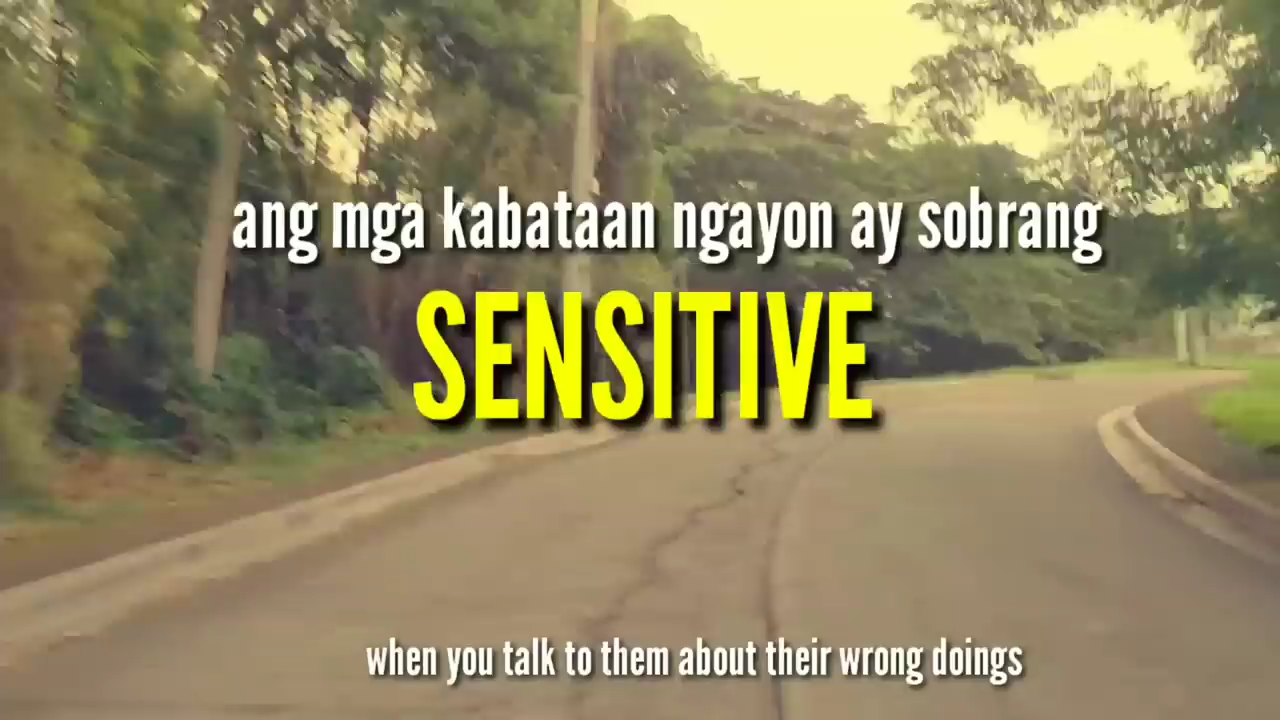 ang mga kabataan ngayon ay sobrang
SENSITIVE
when you talk to them about their wrong doings